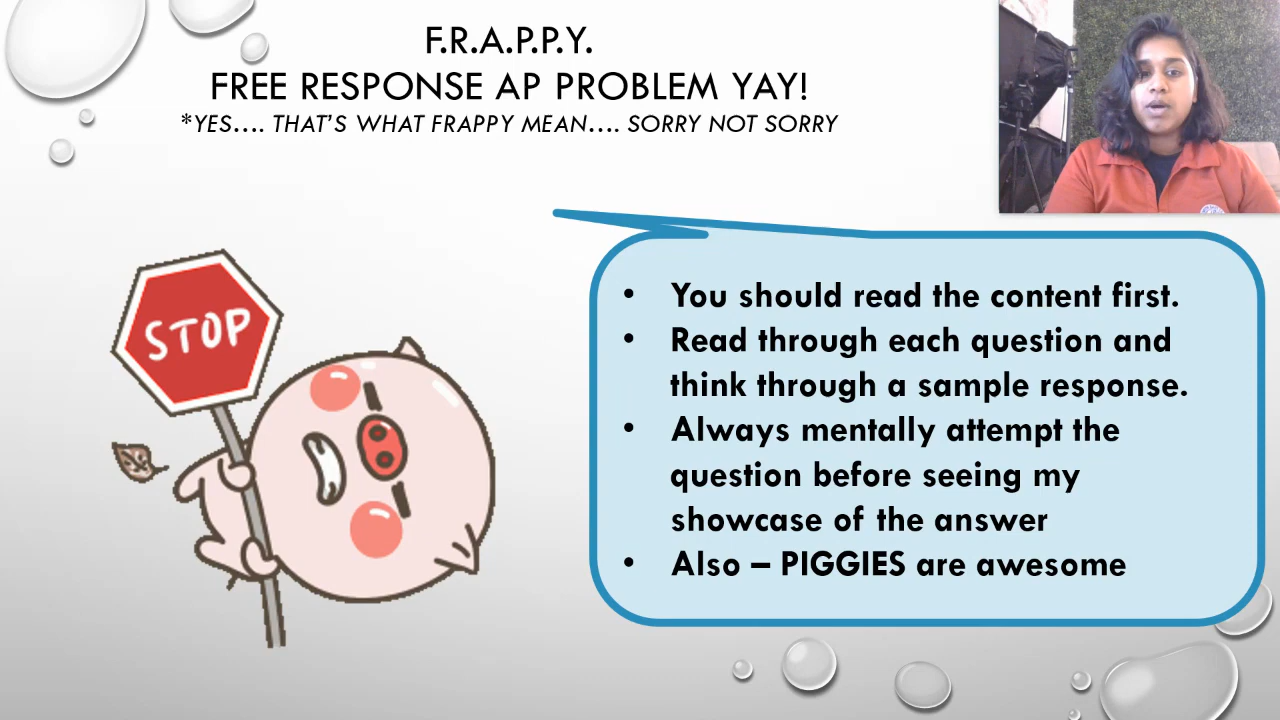 F.R.A.P.P.Y.
FREE RESPONSE AP PROBLEM YAY!
*YES.... THAT'S WHAT FRAPPY MEAN.... SORRY NOT SORRY
STOP
• You should read the content first.
• Read through each question and
think through a sample response.
• Always mentally attempt the
question before seeing my
showcase of the answer
• Also – PIGGIES are awesome